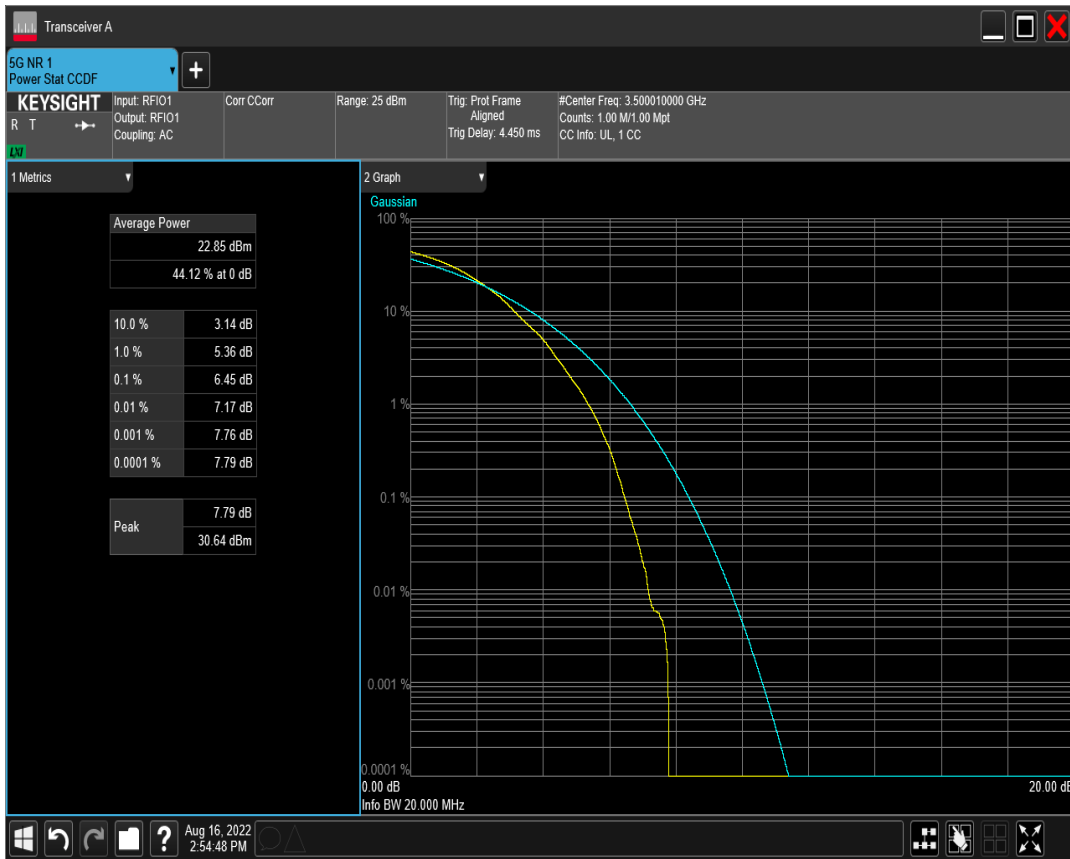 Transceiver A
5G NR 1
Power Stat CCDF
+
KEYSIGHT
R T
LXI
Input: RFIO1
Output: RFIO1
Coupling: AC
Corr CCorr
Range: 25 dBm
Trig: Prot Frame
Aligned
Trig Delay: 4.450 ms
#Center Freq: 3.500010000 GHz
Counts: 1.00 M/1.00 Mpt
CC Info: UL, 1 CC
1 Metrics
Average Power
22.85 dBm
44.12 % at 0 dB
10.0 % 3.14 dB
1.0 % 5.36 dB
0.1 % 6.45 dB
0.01 % 7.17 dB
0.001 % 7.76 dB
0.0001 % 7.79 dB
Peak
7.79 dB
30.64 dBm
2 Graph
Gaussian
100 %
10 %
1 %
0.1 %
0.01 %
0.001 %
0.0001 %
0.00 dB 20.00 dB
Info BW 20.000 MHz
?
Aug 16, 2022
2:54:48 PM